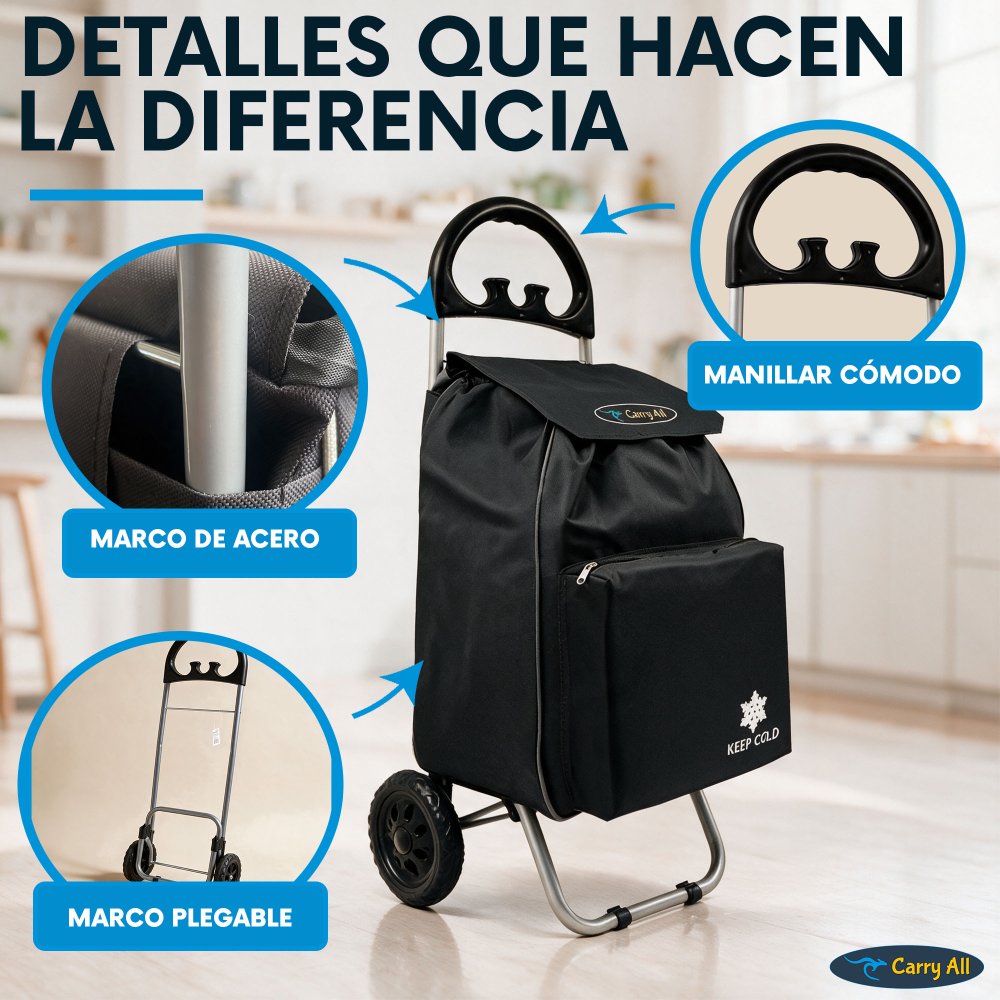 DETALLES QUE HACEN
LA DIFERENCIA
MANILLAR CÓMODO
Carry All
MARCO DE ACERO
KEEP COLD
MARCO PLEGABLE
Carry All